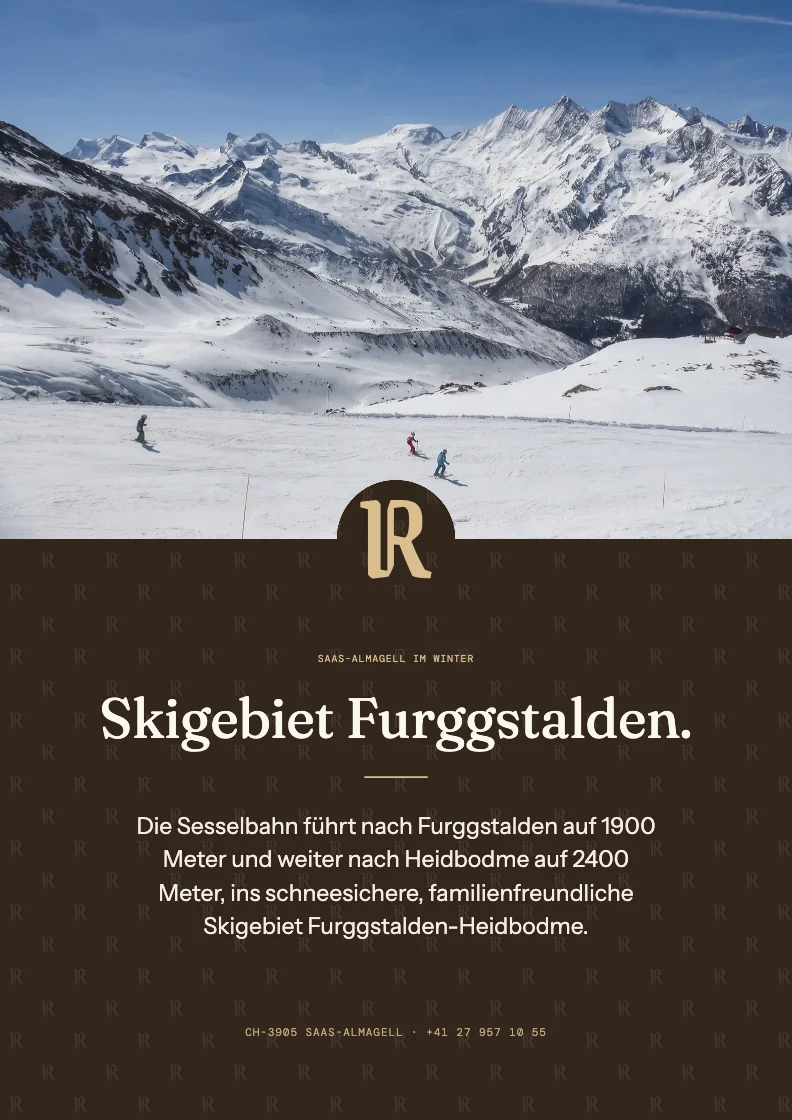 R
SAAS-ALMAGELL IM WINTER
Skigebiet Furggstalden.
Die Sesselbahn führt nach Furggstalden auf 1900
Meter und weiter nach Heidbodme auf 2400
Meter, ins schneesichere, familienfreundliche
Skigebiet Furggstalden-Heidbodme.
CH-3905 SAAS-ALMAGELL · +41 27 957 10 55